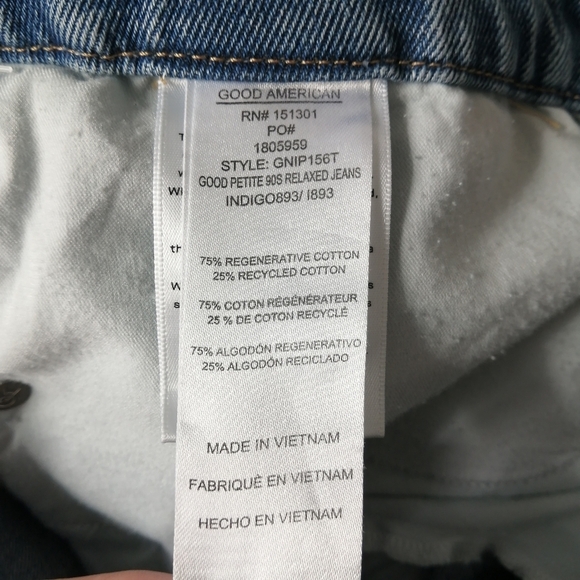 GOOD AMERICAN
RN# 151301
PO#
1805959
STYLE: GNIP156T
GOOD PETITE 90S RELAXED JEANS
INDIGO893/ I893
75% REGENERATIVE COTTON
25% RECYCLED COTTON
75% COTON RÉGÉNÉRATEUR
25 % DE COTON RECYCLÉ
75% ALGODÓN REGENERATIVO
25% ALGODÓN RECICLADO
MADE IN VIETNAM
FABRIQUÈ EN VIETNAM
HECHO EN VIETNAM